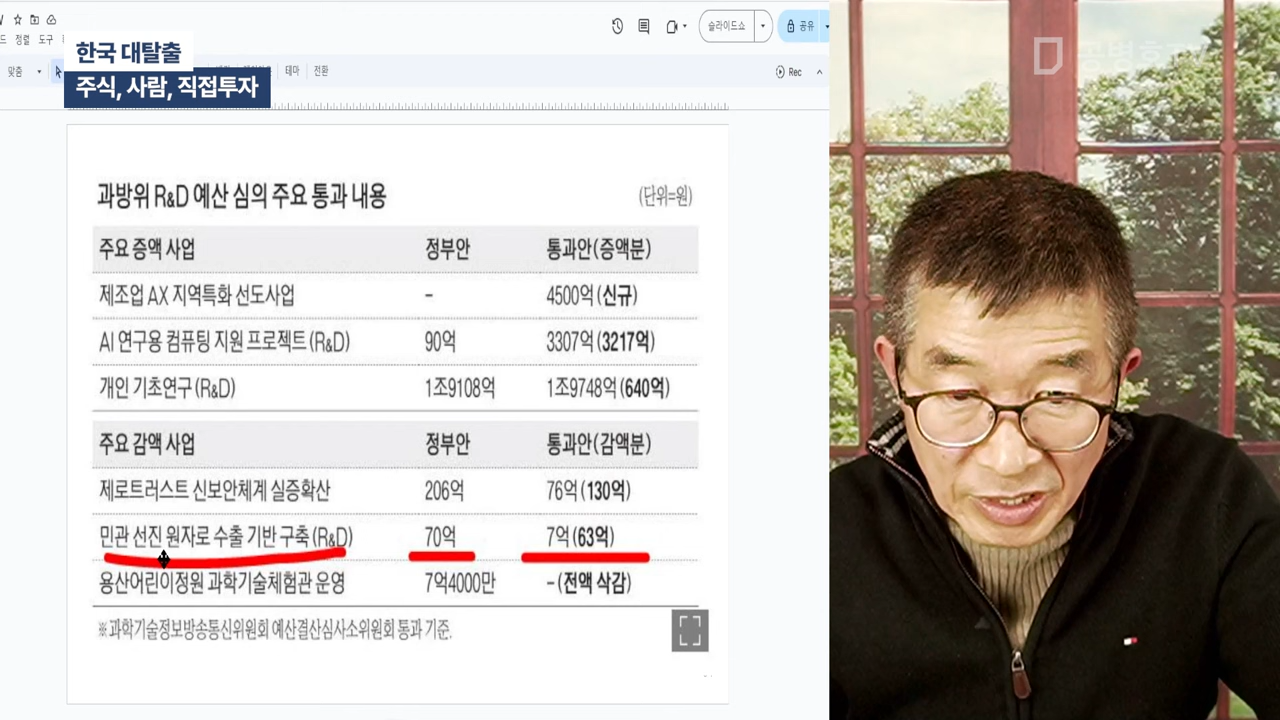 정렬 도구
슬라이드쇼
공유
한국 대탈출
주식, 사람, 직접투자
맞춤
테마 전환
Rec
과방위 R&D 예산 심의 주요 통과 내용 (단위=원)
주요 증액 사업 정부안 통과안(증액분)
제조업 AX 지역특화 선도사업 - 4500억(신규)
AI 연구용 컴퓨팅 지원 프로젝트(R&D) 90억 3307억(3217억)
개인 기초연구(R&D) 1조9108억 1조9748억(640억)
주요 감액 사업 정부안 통과안(감액분)
제로트러스트 신보안체계 실증확산 206억 76억(130억)
민관 선진 원자로 수출 기반 구축(R&D) 70억 7억(63억)
용산어린이정원 과학기술체험관 운영 7억4000만 -(전액 삭감)
※과학기술정보방송통신위원회 예산결산심사소위원회 통과 기준.
공병호TV